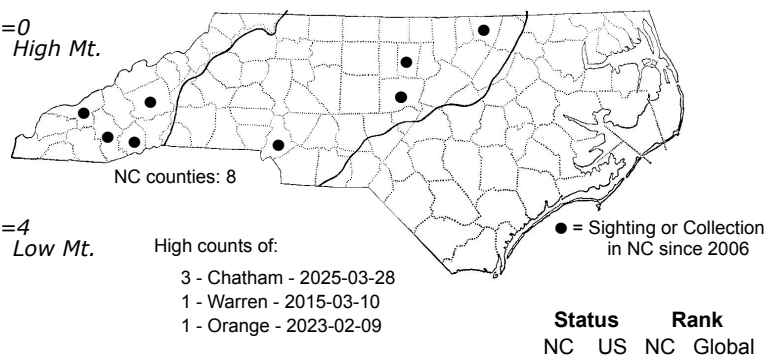 =0
High Mt.
NC counties: 8
=4
Low Mt.
High counts of:
3 - Chatham - 2025-03-28
1 - Warren - 2015-03-10
1 - Orange - 2023-02-09
● = Sighting or Collection
in NC since 2006
Status Rank
NC US NC Global